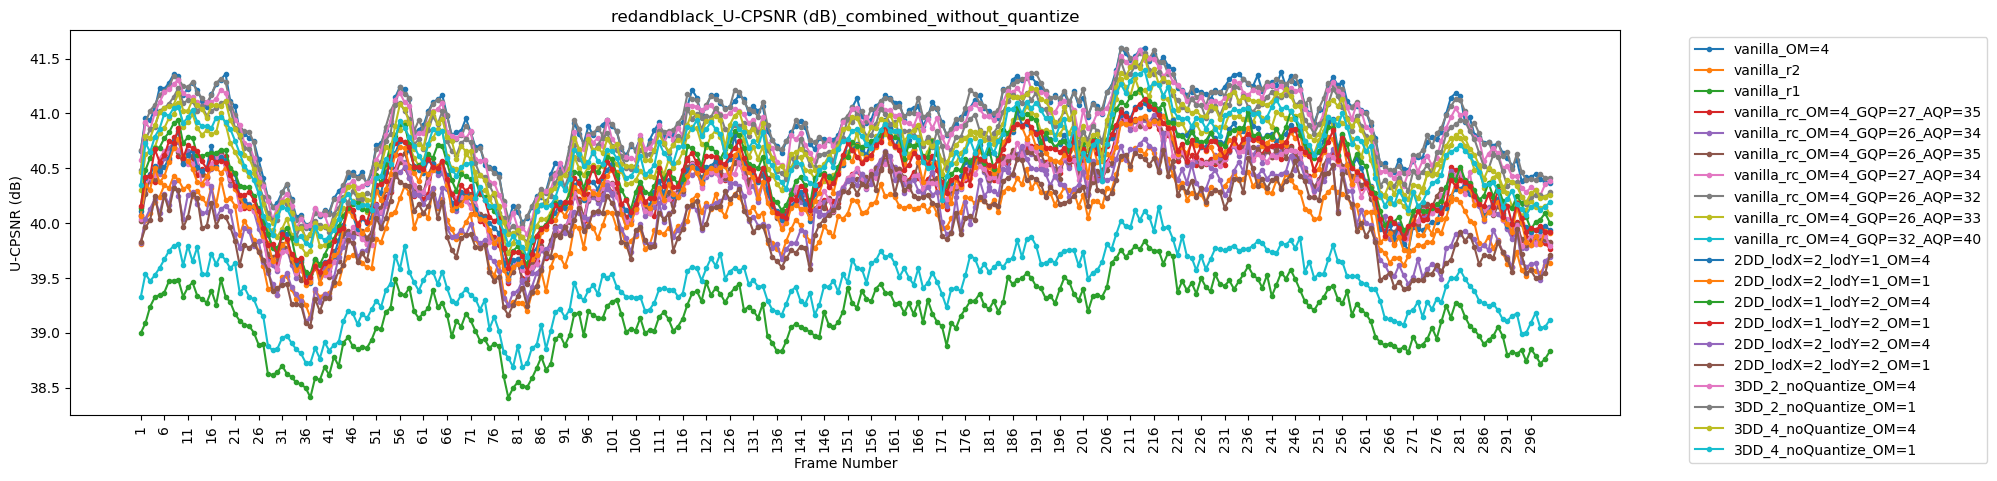 redandblack_U-CPSNR (dB)_combined_without_quantize
U-CPSNR (dB)
41.5
41.0
40.5
40.0
39.5
39.0
38.5
1 6 11 16 21 26 31 36 41 46 51 56 61 66 71 76 81 86 91 96 101 106 111 116 121 126 131 136 141 146 151 156 161 166 171 176 181 186 191 196 201 206 211 216 221 226 231 236 241 246 251 256 261 266 271 276 281 286 291 296
Frame Number
vanilla_OM=4
vanilla_r2
vanilla_r1
vanilla_rc_OM=4_GQP=27_AQP=35
vanilla_rc_OM=4_GQP=26_AQP=34
vanilla_rc_OM=4_GQP=26_AQP=35
vanilla_rc_OM=4_GQP=27_AQP=34
vanilla_rc_OM=4_GQP=26_AQP=32
vanilla_rc_OM=4_GQP=26_AQP=33
vanilla_rc_OM=4_GQP=32_AQP=40
2DD_lodX=2_lodY=1_OM=4
2DD_lodX=2_lodY=1_OM=1
2DD_lodX=1_lodY=2_OM=4
2DD_lodX=1_lodY=2_OM=1
2DD_lodX=2_lodY=2_OM=4
2DD_lodX=2_lodY=2_OM=1
3DD_2_noQuantize_OM=4
3DD_2_noQuantize_OM=1
3DD_4_noQuantize_OM=4
3DD_4_noQuantize_OM=1